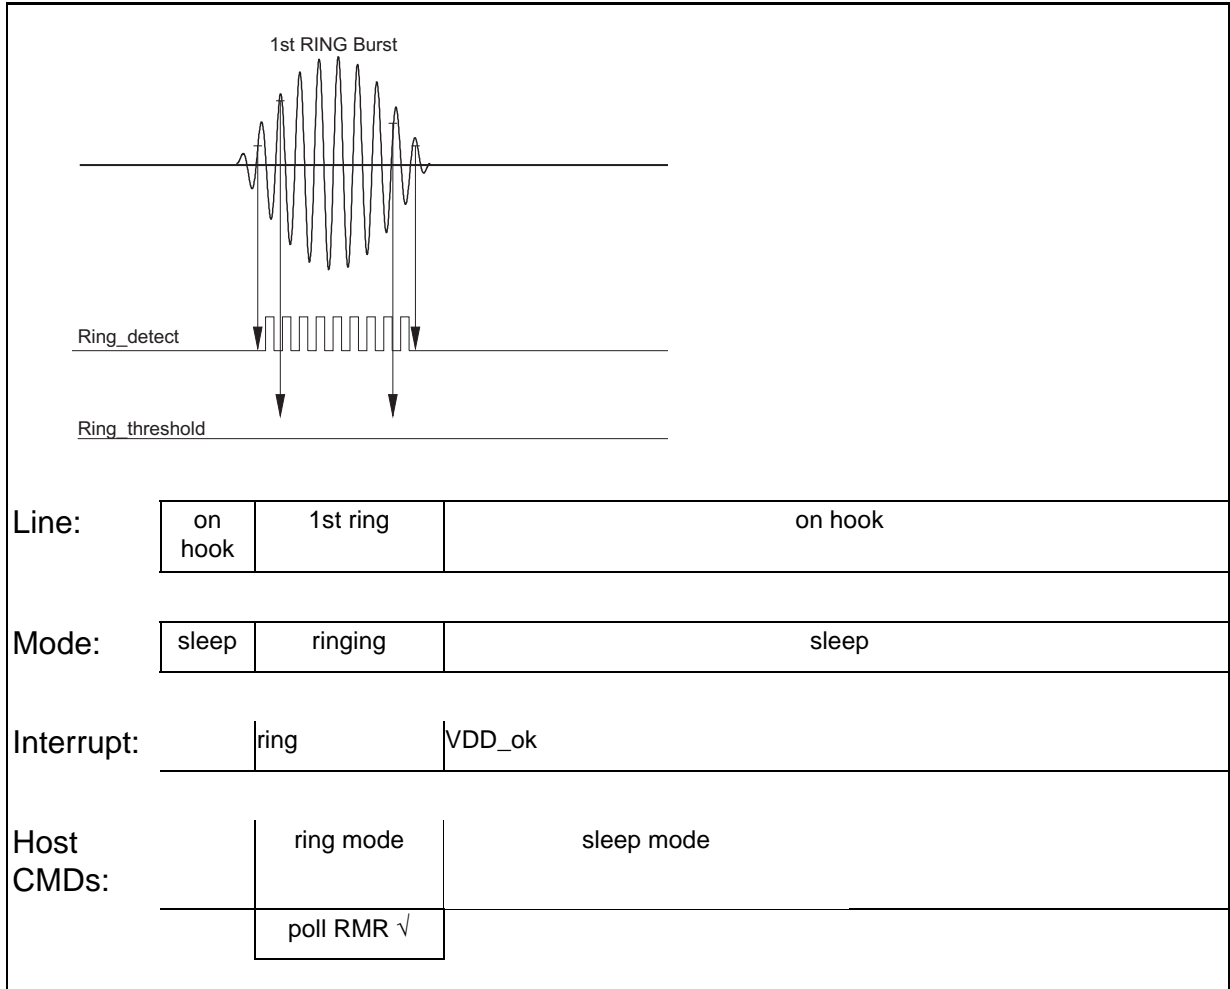 1st RING Burst
Ring_detect
Ring_threshold
Line:
on
hook
1st ring
on hook
Mode:
sleep
ringing
sleep
Interrupt:
ring
VDD_ok
Host
CMDs:
ring mode
sleep mode
poll RMR √